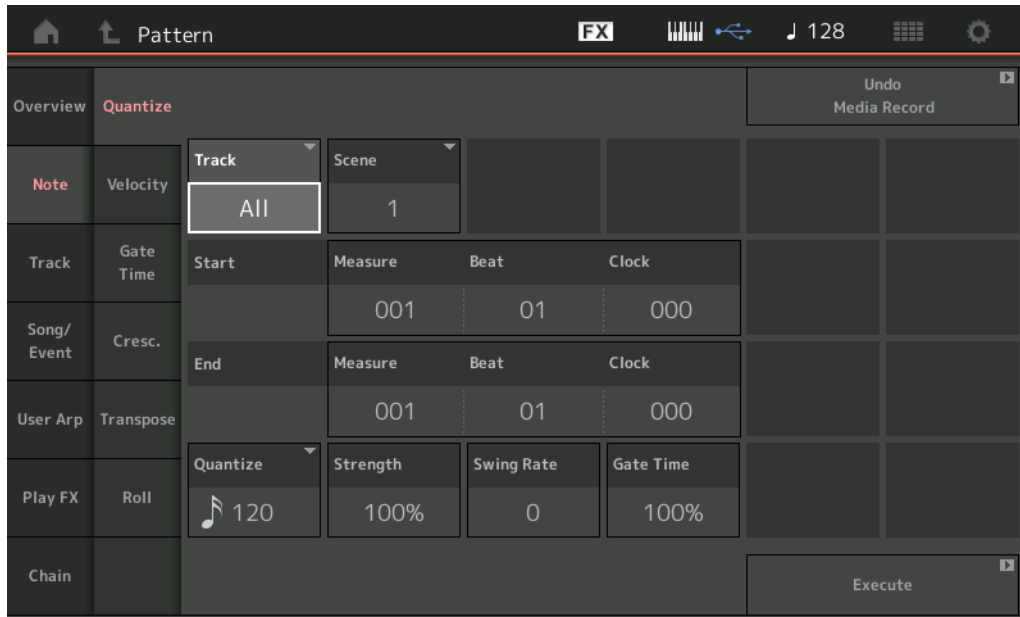 Pattern FX 128
Overview Quantize Undo
Media Record
Note Velocity Track Scene
All 1
Track Gate
Time Start Measure Beat Clock
001 01 000
Song/
Event Cresc. End Measure Beat Clock
001 01 000
User Arp Transpose
Quantize Strength Swing Rate Gate Time
Play FX Roll 120 100% 0 100%
Chain Execute